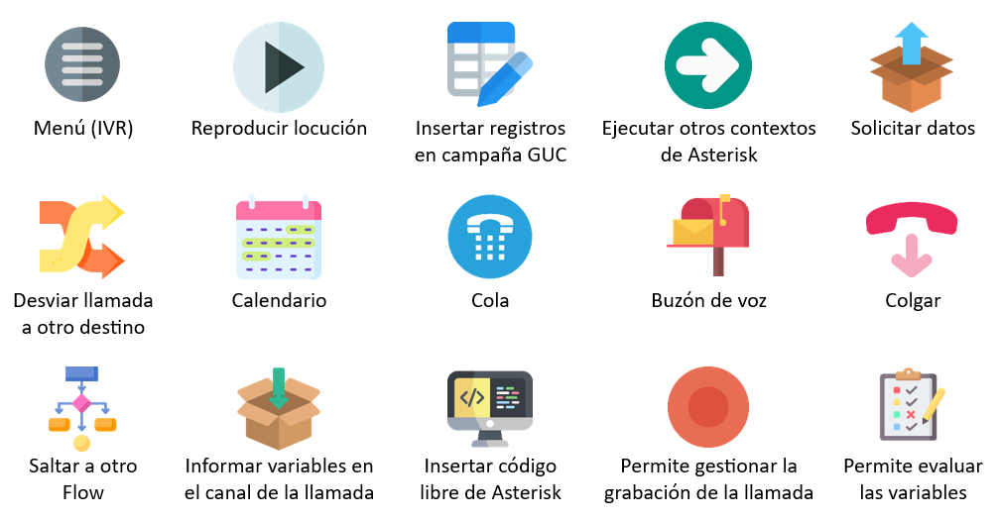 Menú (IVR)
Reproducir locución
Insertar registros
en campaña GUC
Ejecutar otros contextos
de Asterisk
Solicitar datos
Desviar llamada
a otro destino
Calendario
Cola
Buzón de voz
Colgar
Saltar a otro
Flow
Informar variables en
el canal de la llamada
Insertar código
libre de Asterisk
Permite gestionar la
grabación de la llamada
Permite evaluar
las variables